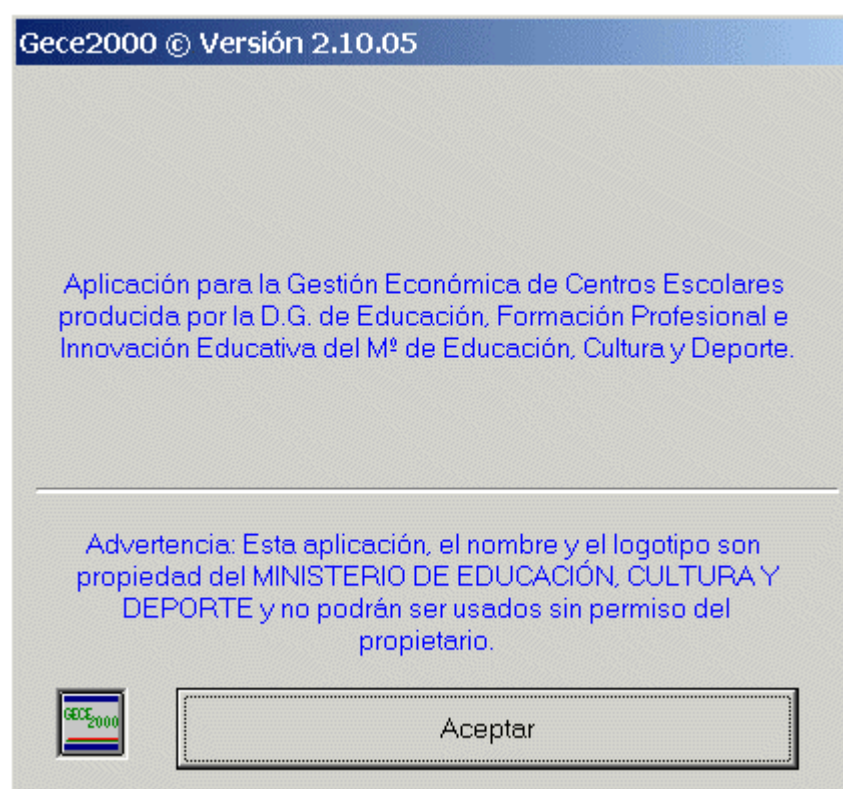 Gece2000 © Versión 2.10.05
Aplicación para la Gestión Económica de Centros Escolares
producida por la D.G. de Educación, Formación Profesional e
Innovación Educativa del Mº de Educación, Cultura y Deporte.
Advertencia: Esta aplicación, el nombre y el logotipo son
propiedad del MINISTERIO DE EDUCACIÓN, CULTURA Y
DEPORTE y no podrán ser usados sin permiso del
propietario.
GECE2000
Aceptar